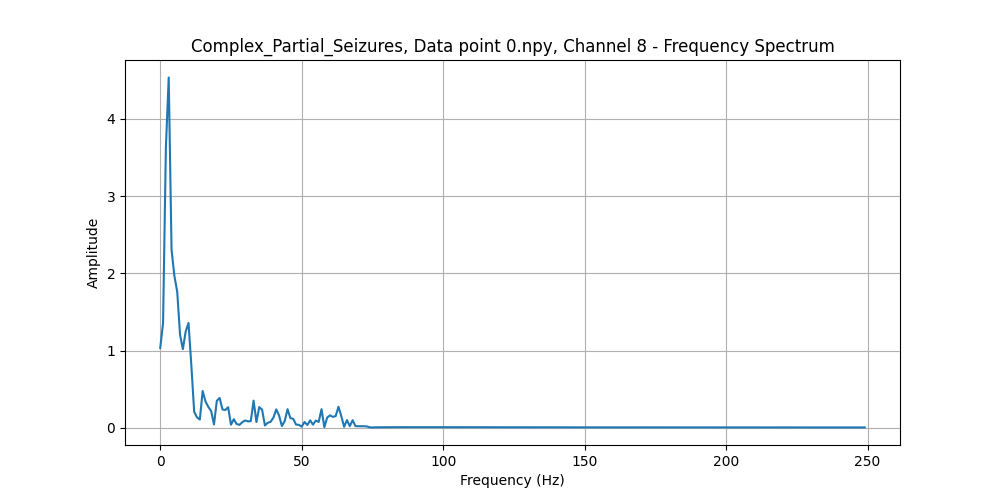 Complex_Partial_Seizures, Data point 0.npy, Channel 8 - Frequency Spectrum
Amplitude
4
3
2
1
0
0 50 100 150 200 250
Frequency (Hz)